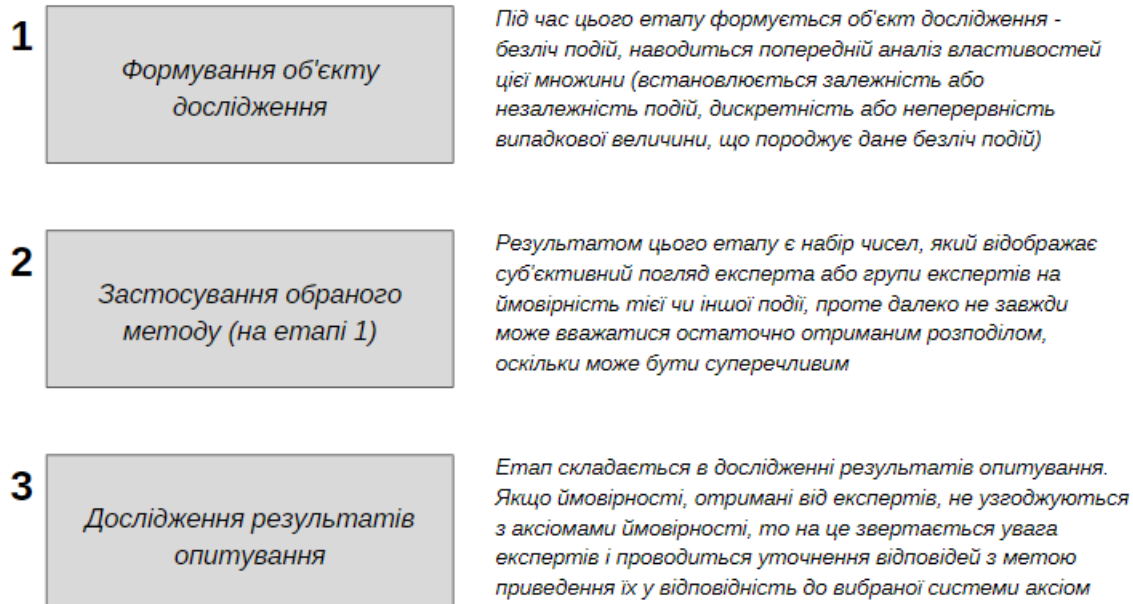 1
Формування об'єкту
дослідження
Під час цього етапу формується об'єкт дослідження -
безліч подій, наводиться попередній аналіз властивостей
цієї множини (встановлюється залежність або
незалежність подій, дискретність або неперервність
випадкової величини, що породжує дане безліч подій)
2
Застосування обраного
методу (на етапі 1)
Результатом цього етапу є набір чисел, який відображає
суб'єктивний погляд експерта або групи експертів на
ймовірність тієї чи іншої події, проте далеко не завжди
може вважатися остаточно отриманим розподілом,
оскільки може бути суперечливим
3
Дослідження результатів
опитування
Етап складається в дослідженні результатів опитування.
Якщо ймовірності, отримані від експертів, не узгоджуються
з аксіомами ймовірності, то на це звертається увага
експертів і проводиться уточнення відповідей з метою
приведення їх у відповідність до вибраної системи аксіом